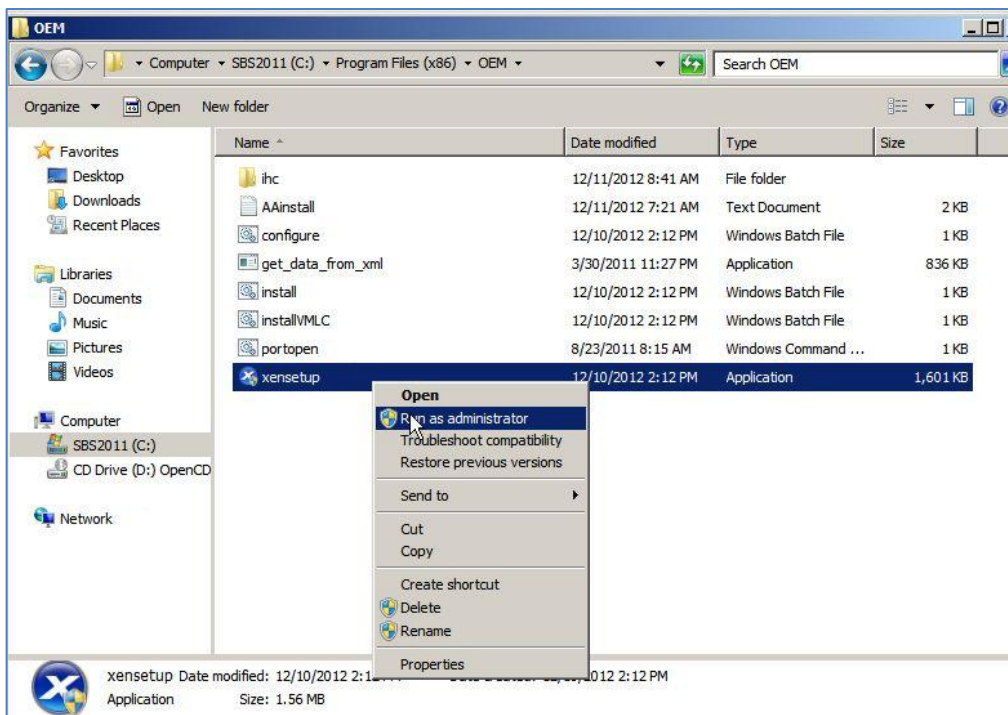 OEM
Computer SBS2011 (C:) Program Files (x86) OEM
Search OEM
Organize Open New folder
Favorites
Desktop
Downloads
Recent Places
Libraries
Documents
Music
Pictures
Videos
Computer
SBS2011 (C:)
CD Drive (D:) OpenCD
Network
Name Date modified Type Size
ihc 12/11/2012 8:41 AM File folder
AAinstall 12/11/2012 7:21 AM Text Document 2 KB
configure 12/10/2012 2:12 PM Windows Batch File 1 KB
get_data_from_xml 3/30/2011 11:27 PM Application 836 KB
install 12/10/2012 2:12 PM Windows Batch File 1 KB
installVMLC 12/10/2012 2:12 PM Windows Batch File 1 KB
portopen 8/23/2011 8:15 AM Windows Command ... 1 KB
xensetup 12/10/2012 2:12 PM Application 1,601 KB
Open
Run as administrator
Troubleshoot compatibility
Restore previous versions
Send to
Cut
Copy
Create shortcut
Delete
Rename
Properties
xensetup Date modified: 12/10/2012 2:12 PM
Application Size: 1.56 MB